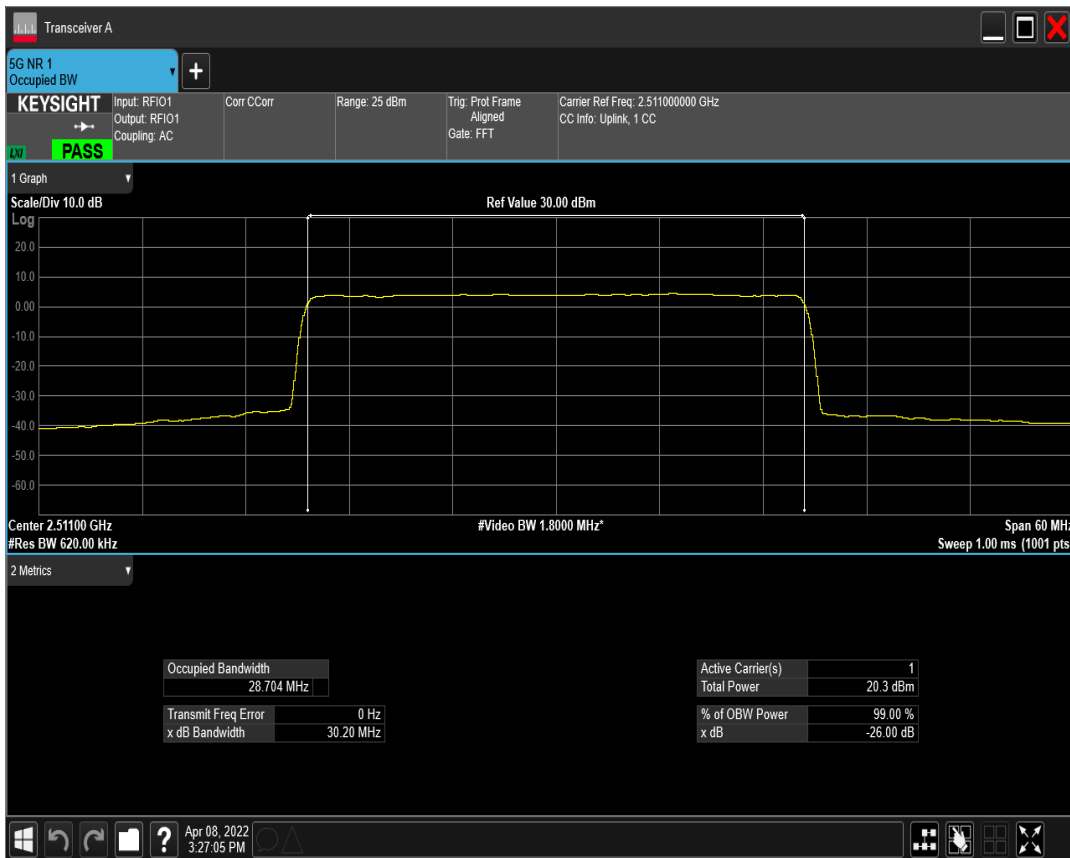 Transceiver A
5G NR 1
Occupied BW
+
KEYSIGHT
LXI
PASS
Input: RFIO1
Output: RFIO1
Coupling: AC
Corr CCorr
Range: 25 dBm
Trig: Prot Frame
Aligned
Gate: FFT
Carrier Ref Freq: 2.511000000 GHz
CC Info: Uplink, 1 CC
1 Graph
Scale/Div 10.0 dB
Ref Value 30.00 dBm
Log
20.0
10.0
0.00
-10.0
-20.0
-30.0
-40.0
-50.0
-60.0
Center 2.51100 GHz
#Video BW 1.8000 MHz*
Span 60 MHz
#Res BW 620.00 kHz
Sweep 1.00 ms (1001 pts
2 Metrics
Occupied Bandwidth
28.704 MHz
Transmit Freq Error 0 Hz
x dB Bandwidth 30.20 MHz
Active Carrier(s) 1
Total Power 20.3 dBm
% of OBW Power 99.00 %
x dB -26.00 dB
?
Apr 08, 2022
3:27:05 PM